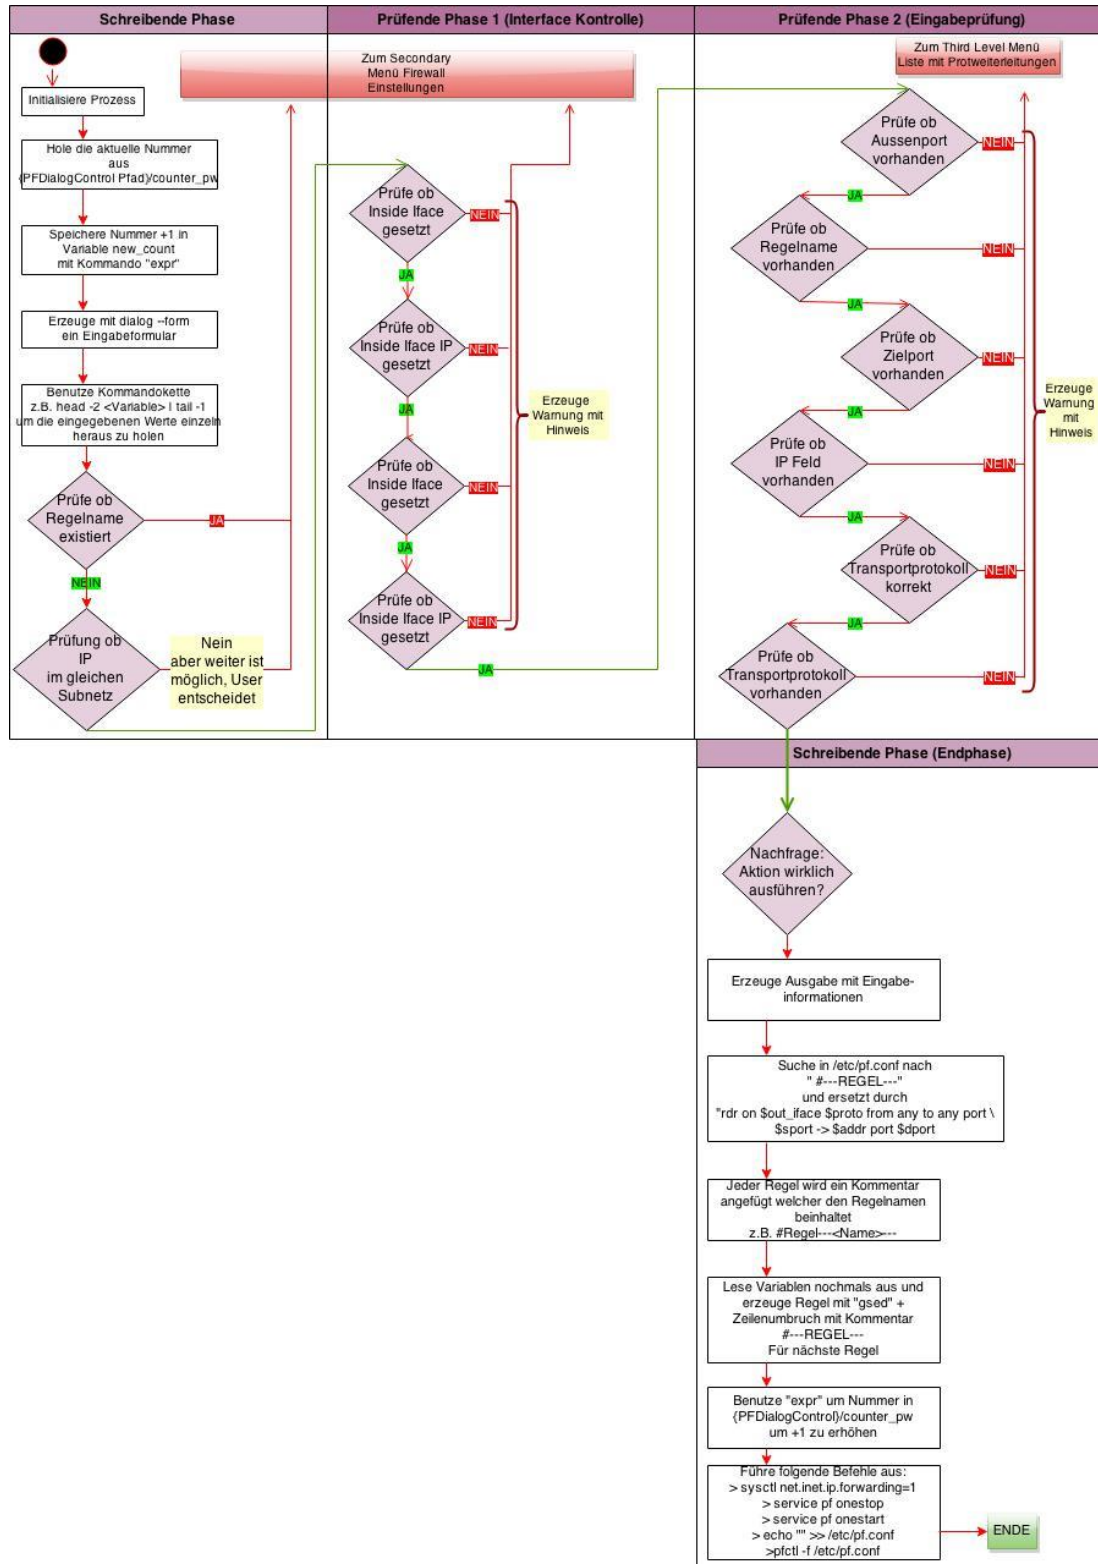 Schreibende Phase
Initialisiere Prozess
Hole die aktuelle Nummer
aus
{PFDialogControl Pfad}/counter_pw
Speichere Nummer +1 in
Variable new_count
mit Kommando "expr"
Erzeuge mit dialog --form
ein Eingabeformular
Benutze Kommandokette
z.B. head -2 <Variable> | tail -1
um die eingegebenen Werte einzeln
heraus zu holen
Prüfe ob
Regelname
existiert
JA
NEIN
Prüfung ob
IP
im gleichen
Subnetz
Nein
aber weiter ist
möglich, User
entscheidet
Prüfende Phase 1 (Interface Kontrolle)
Zum Secondary
Menü Firewall
Einstellungen
Prüfe ob
Inside Iface
gesetzt
NEIN
JA
Prüfe ob
Inside Iface IP
gesetzt
NEIN
JA
Prüfe ob
Inside Iface
gesetzt
NEIN
JA
Prüfe ob
Inside Iface IP
gesetzt
NEIN
JA
Erzeuge
Warnung mit
Hinweis
Prüfende Phase 2 (Eingabeprüfung)
Zum Third Level Menü
Liste mit Protweiterleitungen
Prüfe ob
Aussenport
vorhanden
NEIN
JA
Prüfe ob
Regelname
vorhanden
NEIN
JA
Prüfe ob
Zielport
vorhanden
NEIN
JA
Prüfe ob
IP Feld
vorhanden
NEIN
JA
Prüfe ob
Transportprotokoll
korrekt
NEIN
JA
Prüfe ob
Transportprotokoll
vorhanden
NEIN
Erzeuge
Warnung
mit
Hinweis
Schreibende Phase (Endphase)
Nachfrage:
Aktion wirklich
ausführen?
Erzeuge Ausgabe mit Eingabe-
informationen
Suche in /etc/pf.conf nach
" #---REGEL---"
und ersetzt durch
"rdr on $out_iface $proto from any to any port \
$sport -> $addr port $dport
Jeder Regel wird ein Kommentar
angefügt welcher den Regelnamen
beinhaltet
z.B. #Regel---<Name>---
Lese Variablen nochmals aus und
erzeuge Regel mit "gsed" +
Zeilenumbruch mit Kommentar
#---REGEL---
Für nächste Regel
Benutze "expr" um Nummer in
{PFDialogControl}/counter_pw
um +1 zu erhöhen
Führe folgende Befehle aus:
> sysctl net.inet.ip.forwarding=1
> service pf onestop
> service pf onestart
> echo "" >> /etc/pf.conf
>pfctl -f /etc/pf.conf
ENDE